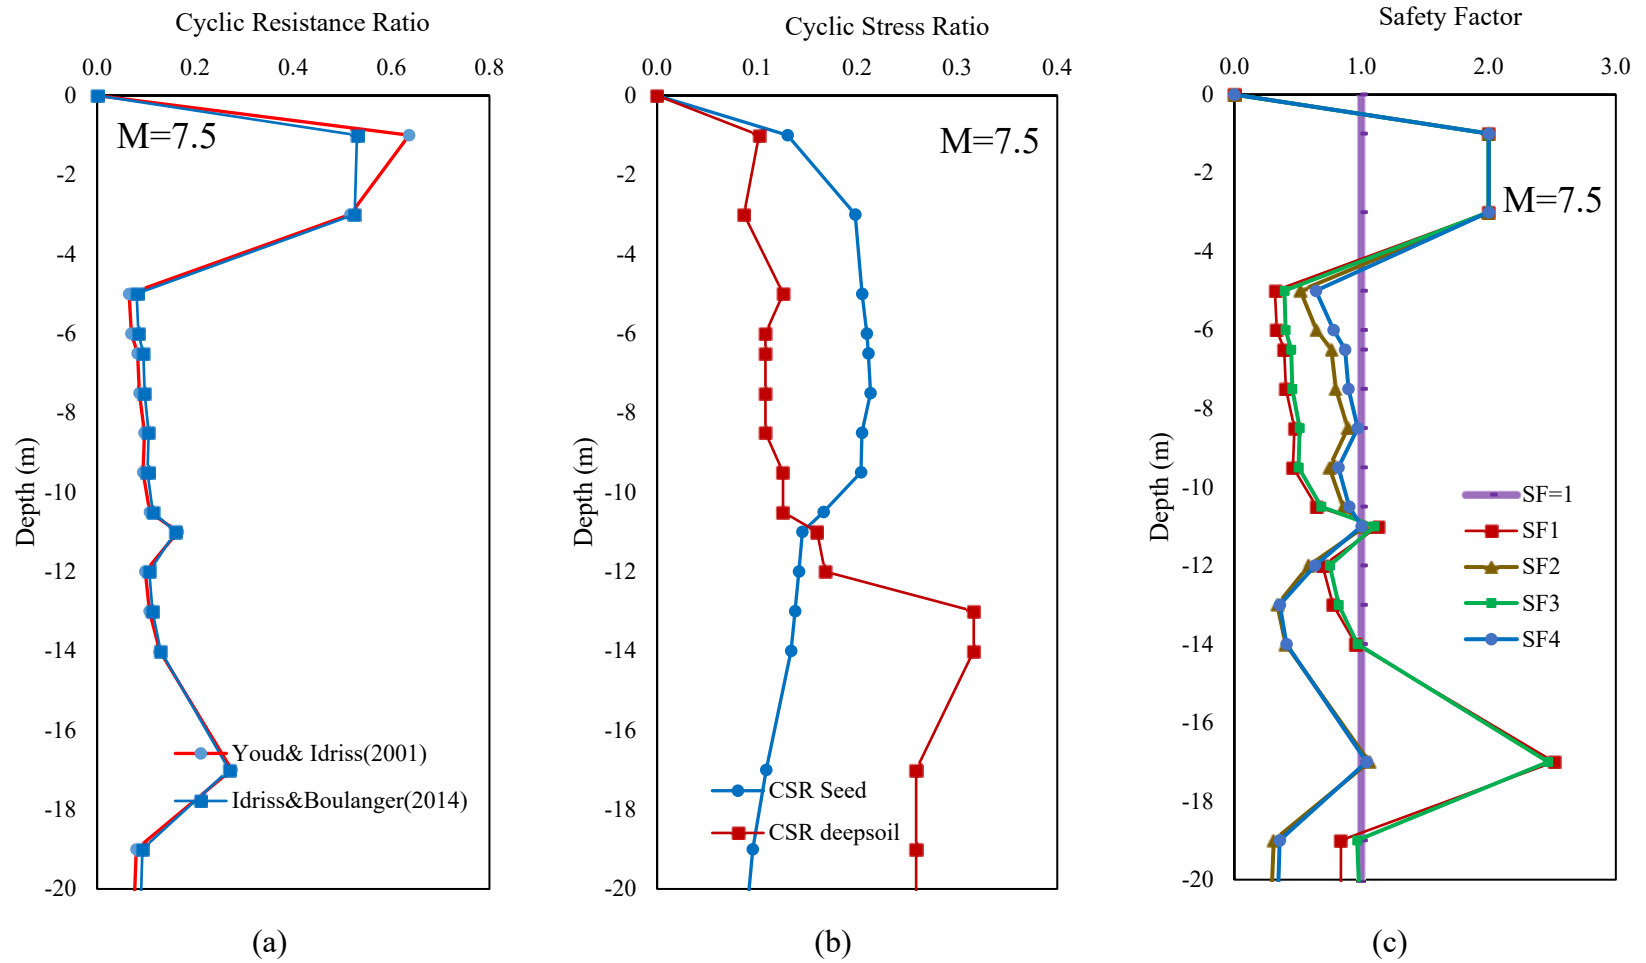 Cyclic Resistance Ratio
0.0 0.2 0.4 0.6 0.8
0
-2
-4
-6
-8
-10
-12
-14
-16
-18
-20
Depth (m)
M=7.5
Youd& Idriss(2001)
Idriss&Boulanger(2014)
(a)
Cyclic Stress Ratio
0.0 0.1 0.2 0.3 0.4
0
-2
-4
-6
-8
-10
-12
-14
-16
-18
-20
Depth (m)
M=7.5
CSR Seed
CSR deepsoil
(b)
Safety Factor
0.0 1.0 2.0 3.0
0
-2
-4
-6
-8
-10
-12
-14
-16
-18
-20
Depth (m)
M=7.5
SF=1
SF1
SF2
SF3
SF4
(c)